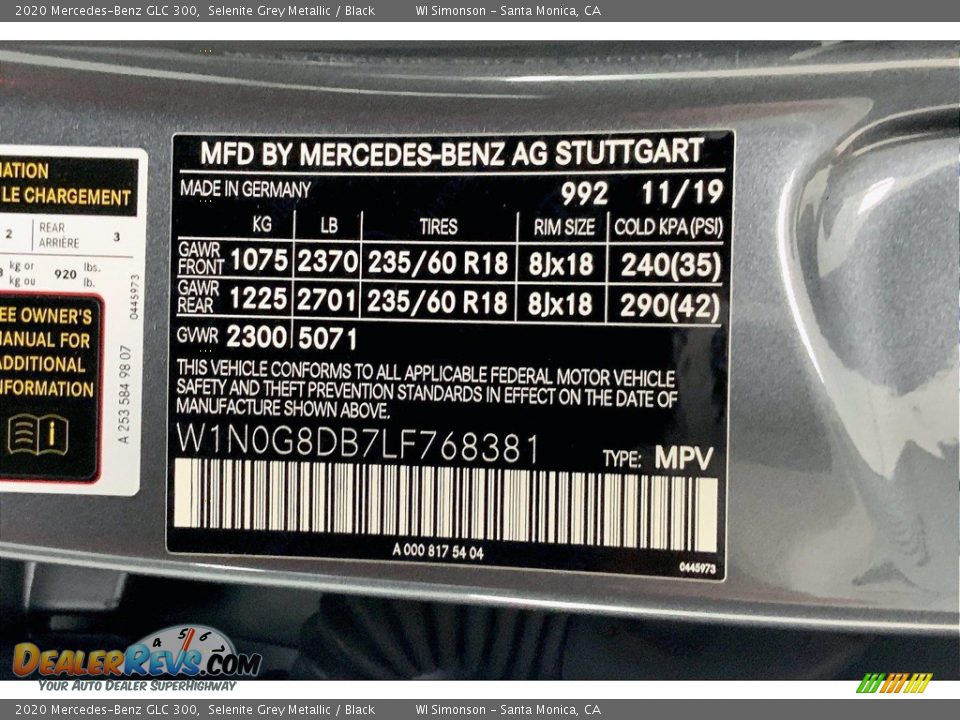 2020 Mercedes-Benz GLC 300, Selenite Grey Metallic / Black WI Simonson - Santa Monica, CA
LE CHARGEMENT
2 REAR ARRIÈRE 3
kg or
kg ou 920 lbs.
lb.
OWNER'S
FOR
A 253 584 98 07
0445973
MFD BY MERCEDES-BENZ AG STUTTGART
MADE IN GERMANY 992 11/19
KG LB TIRES RIM SIZE COLD KPA (PSI)
GAWR FRONT 1075 2370 235/60 R18 8Jx18 240(35)
GAWR REAR 1225 2701 235/60 R18 8Jx18 290(42)
GVWR 2300 5071
THIS VEHICLE CONFORMS TO ALL APPLICABLE FEDERAL MOTOR VEHICLE
SAFETY AND THEFT PREVENTION STANDARDS IN EFFECT ON THE DATE OF
MANUFACTURE SHOWN ABOVE.
W1N0G8DB7LF768381 TYPE: MPV
A 000 817 54 04
0445973
4 5 6 7
DealerRevs.com
Your Auto Dealer SuperHighway
2020 Mercedes-Benz GLC 300, Selenite Grey Metallic / Black WI Simonson - Santa Monica, CA